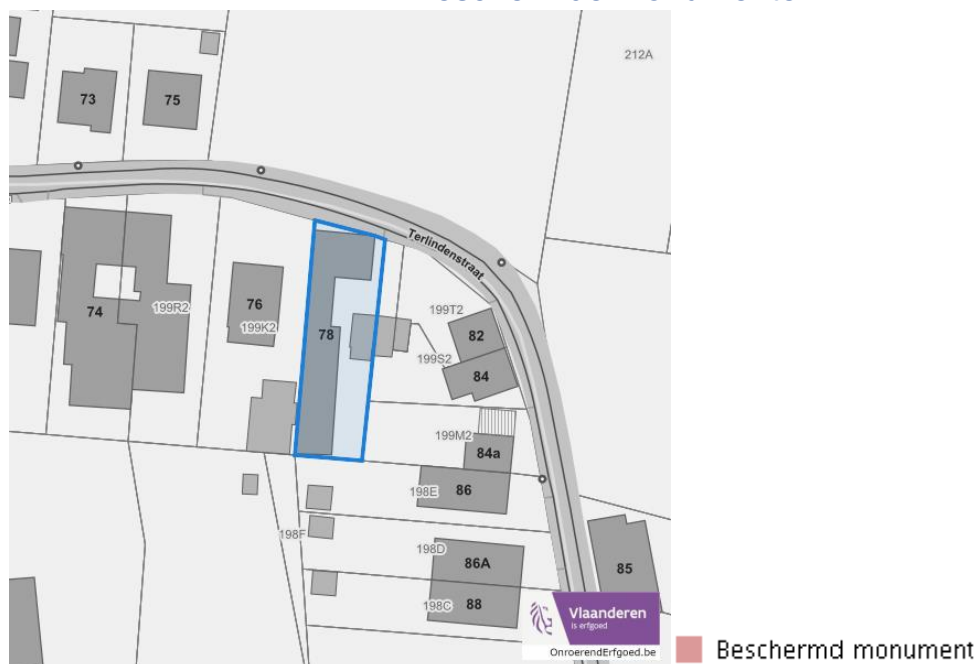 212A
73
75
Terlindenstraat
74
199R2
76
199K2
78
199T2
82
199S2
84
199M2
84a
198E
86
198F
198D
86A
85
198C
88
Vlaanderen
is erfgoed
OnroerendErfgoed.be
Beschermd monument